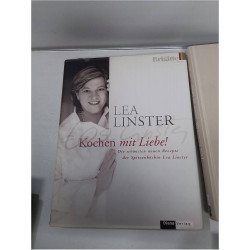 Brigitte
LEA
LINSTER
Kochen mit Liebe!
Die schönsten neuen Rezepte
der Spitzenköchin Lea Linster